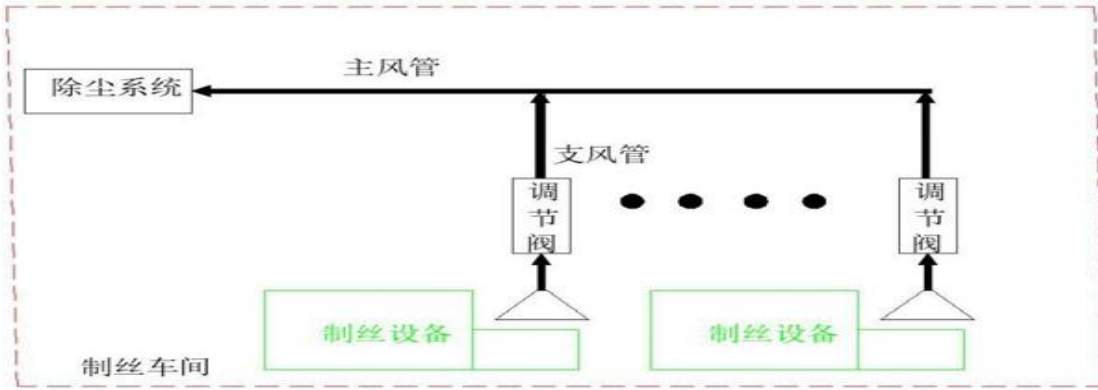 主风管
除尘系统
支风管
调节阀
调节阀
制丝设备
制丝设备
制丝车间